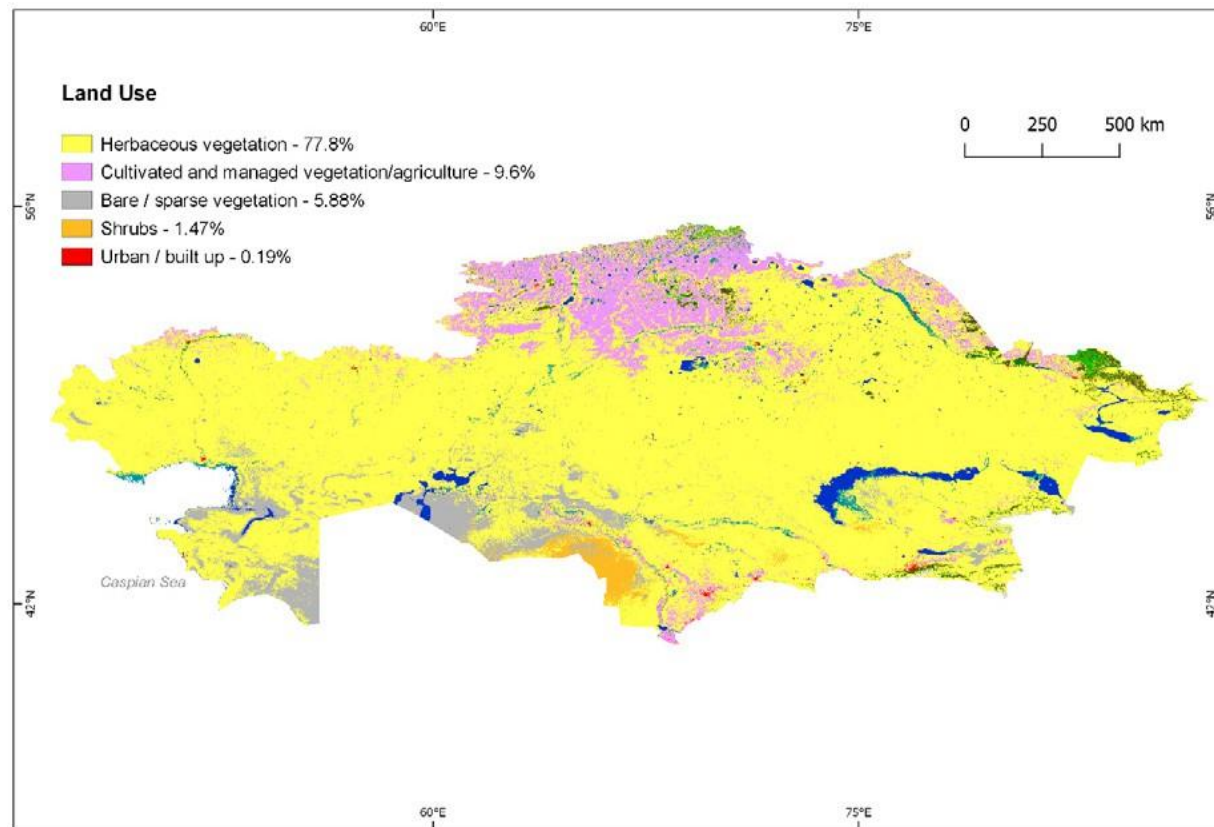 60°E 75°E
Land Use
0 250 500 km
Herbaceous vegetation - 77.8%
Cultivated and managed vegetation/agriculture - 9.6%
Bare / sparse vegetation - 5.88%
Shrubs - 1.47%
Urban / built up - 0.19%
56°N 56°N
Caspian Sea
42°N 42°N
60°E 75°E